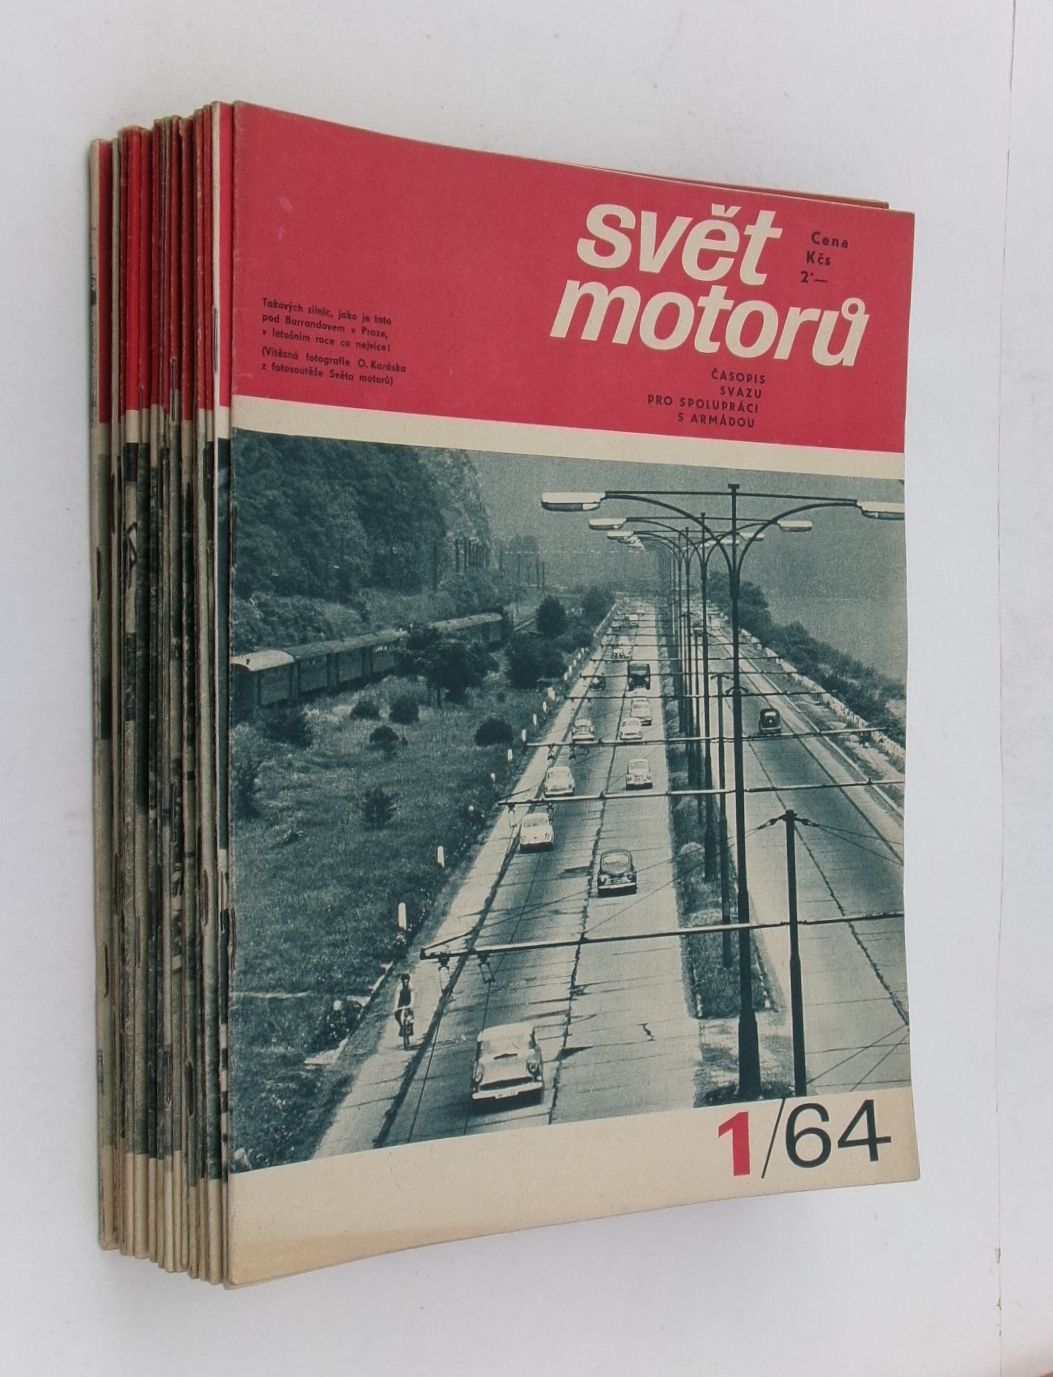 svět
motorů
Cena
Kčs
2·—
Takových silnic, jako je tato
pod Barrandovem v Praze,
v letošním roce co nejvíce!
(Vítězná fotografie O. Karáska
z fotosoutěže Světa motorů)
ČASOPIS
SVAZU
PRO SPOLUPRÁCI
S ARMÁDOU
1/64